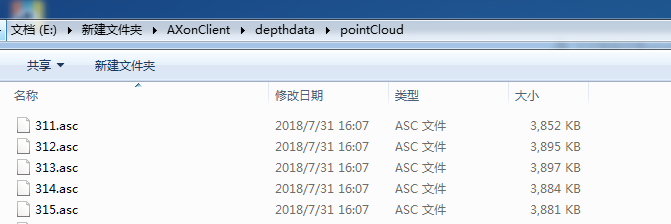 文档 (E:) 新建文件夹 AXonClient depthdata pointCloud
共享 新建文件夹
名称 修改日期 类型 大小
311.asc 2018/7/31 16:07 ASC 文件 3,852 KB
312.asc 2018/7/31 16:07 ASC 文件 3,895 KB
313.asc 2018/7/31 16:07 ASC 文件 3,897 KB
314.asc 2018/7/31 16:07 ASC 文件 3,884 KB
315.asc 2018/7/31 16:07 ASC 文件 3,881 KB